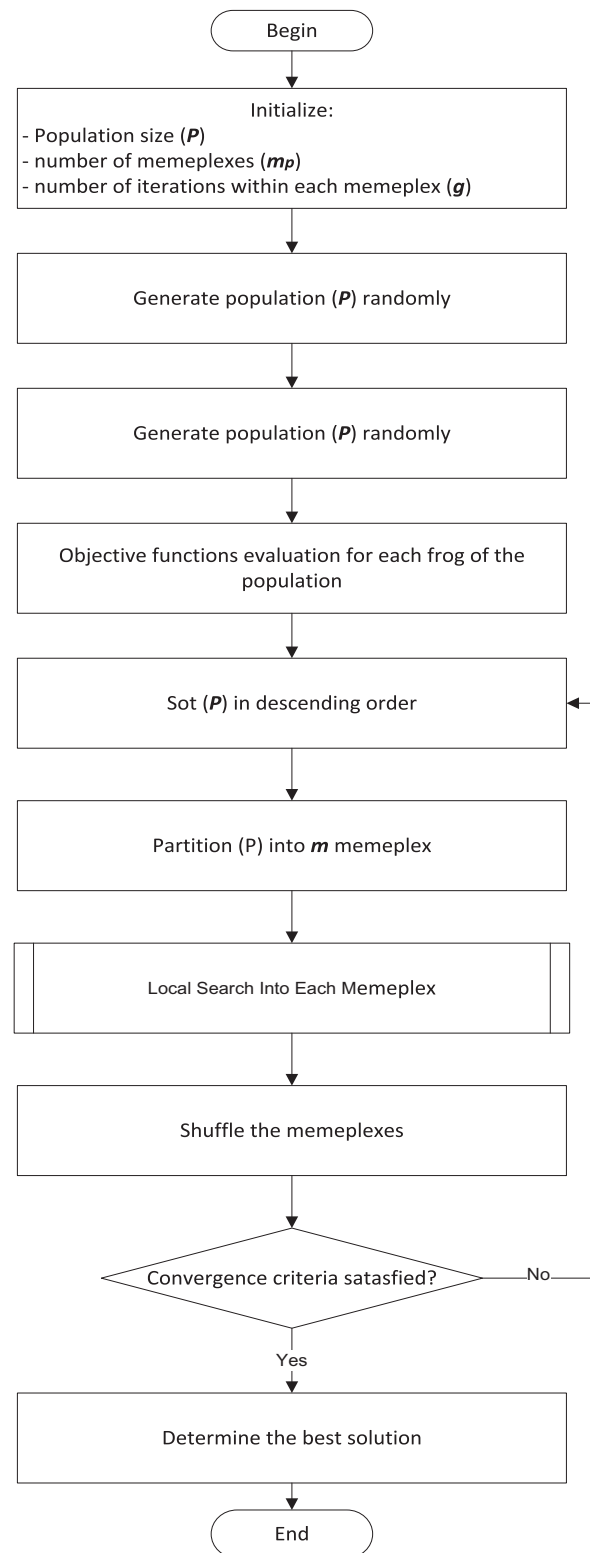 Begin
Initialize:
- Population size (P)
- number of memeplexes (mp)
- number of iterations within each memeplex (g)
Generate population (P) randomly
Generate population (P) randomly
Objective functions evaluation for each frog of the
population
Sot (P) in descending order
Partition (P) into m memeplex
Local Search Into Each Memeplex
Shuffle the memeplexes
Convergence criteria satasfied?
No
Yes
Determine the best solution
End